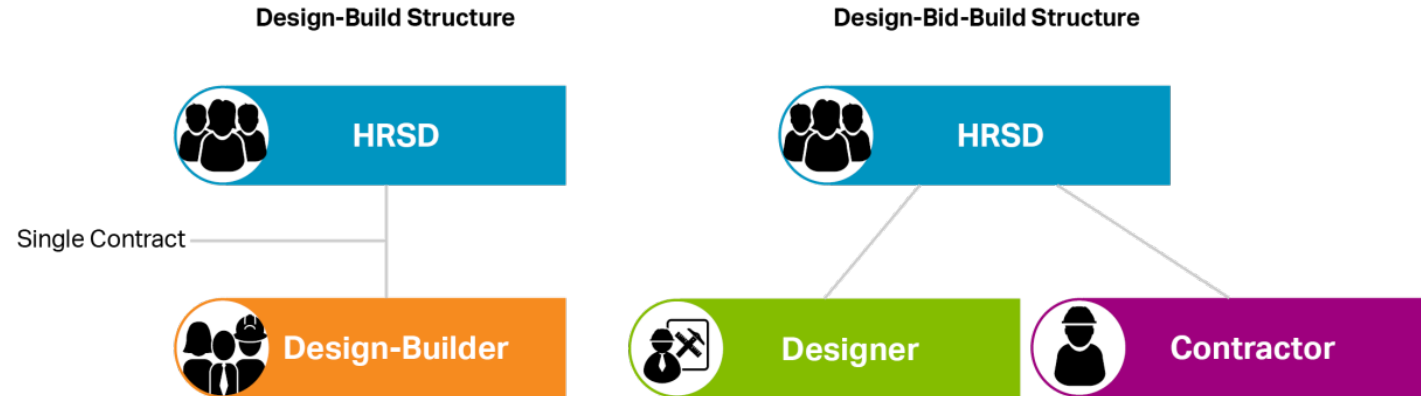 Design-Build Structure
Design-Bid-Build Structure
HRSD
HRSD
Single Contract
Design-Builder
Designer
Contractor